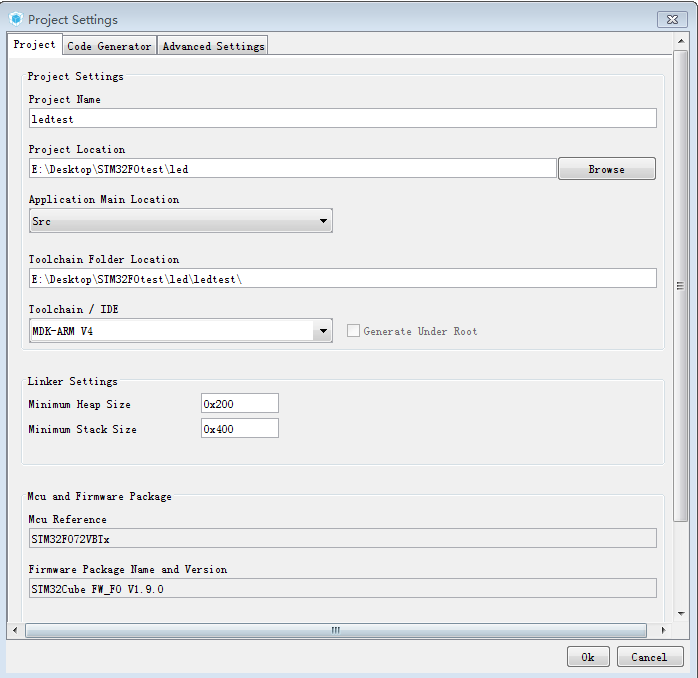 Project Settings
Project Code Generator Advanced Settings
Project Settings
Project Name
ledtest
Project Location
E:\Desktop\STM32F0test\led
Browse
Application Main Location
Src
Toolchain Folder Location
E:\Desktop\STM32F0test\led\ledtest\
Toolchain / IDE
MDK-ARM V4
Generate Under Root
Linker Settings
Minimum Heap Size 0x200
Minimum Stack Size 0x400
Mcu and Firmware Package
Mcu Reference
STM32F072VBTx
Firmware Package Name and Version
STM32Cube FW_F0 V1.9.0
Ok Cancel